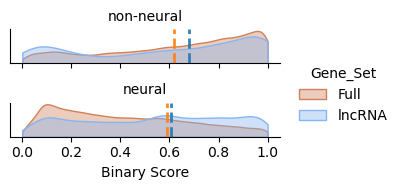 non-neural
neural
0.0 0.2 0.4 0.6 0.8 1.0
Binary Score
Gene_Set
Full
lncRNA